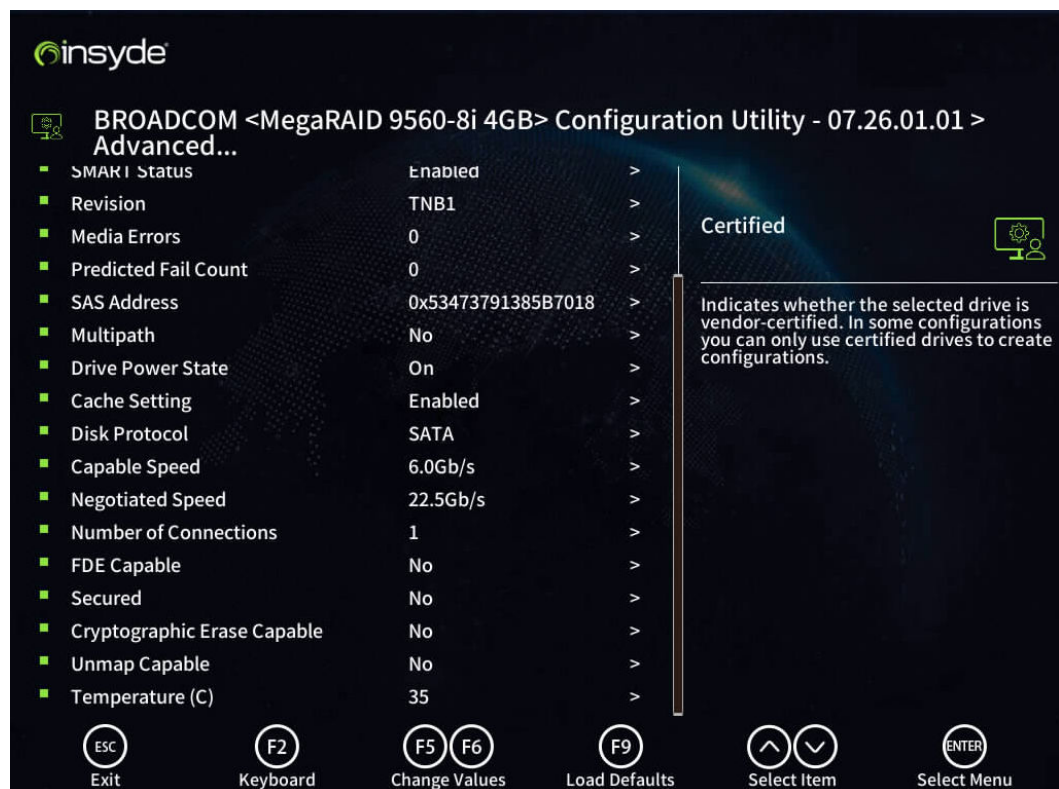 insyde
BROADCOM <MegaRAID 9560-8i 4GB> Configuration Utility - 07.26.01.01 >
Advanced...
SMART Status Enabled >
Revision TNB1 >
Media Errors 0 >
Predicted Fail Count 0 >
SAS Address 0x53473791385B7018 >
Multipath No >
Drive Power State On >
Cache Setting Enabled >
Disk Protocol SATA >
Capable Speed 6.0Gb/s >
Negotiated Speed 22.5Gb/s >
Number of Connections 1 >
FDE Capable No >
Secured No >
Cryptographic Erase Capable No >
Unmap Capable No >
Temperature (C) 35 >
Certified
Indicates whether the selected drive is
vendor-certified. In some configurations
you can only use certified drives to create
configurations.
ESC F2 F5 F6 F9 ENTER
Exit Keyboard Change Values Load Defaults Select Item Select Menu